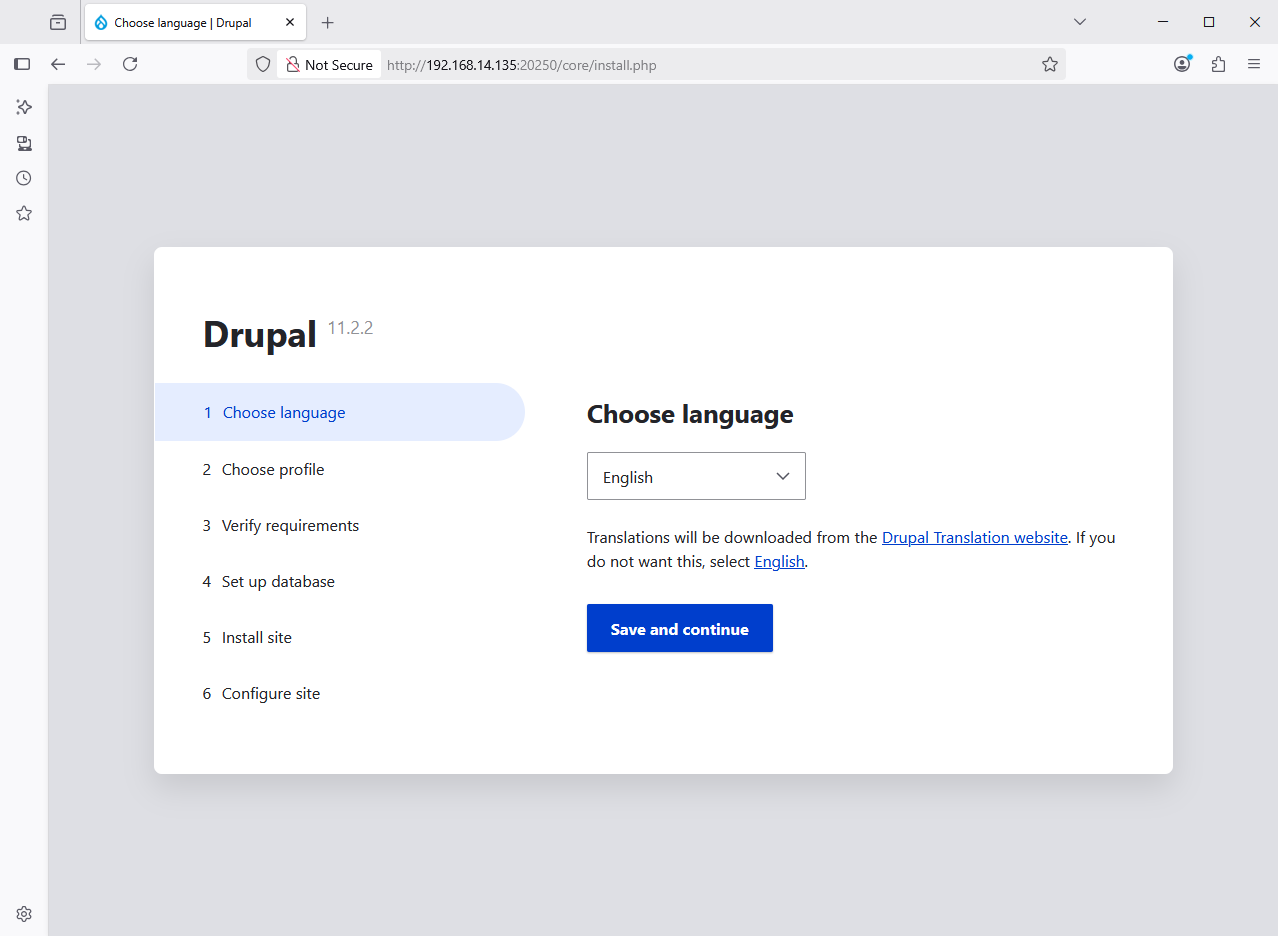 Choose language | Drupal
Not Secure
http://192.168.14.135:20250/core/install.php
Drupal 11.2.2
1 Choose language
2 Choose profile
3 Verify requirements
4 Set up database
5 Install site
6 Configure site
Choose language
English
Translations will be downloaded from the Drupal Translation website. If you
do not want this, select English.
Save and continue